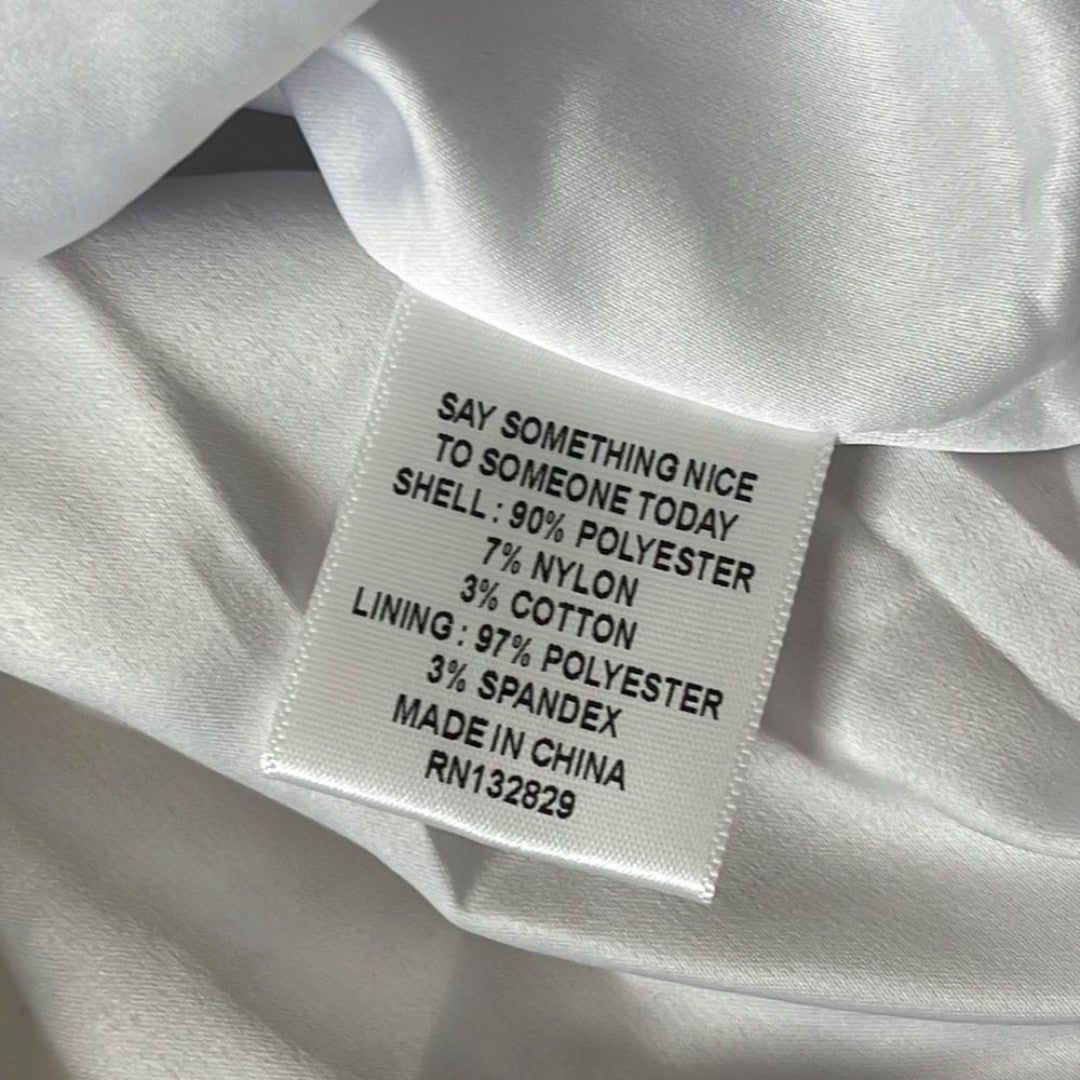 SAY SOMETHING NICE
TO SOMEONE TODAY
SHELL : 90% POLYESTER
7% NYLON
3% COTTON
LINING : 97% POLYESTER
3% SPANDEX
MADE IN CHINA
RN132829